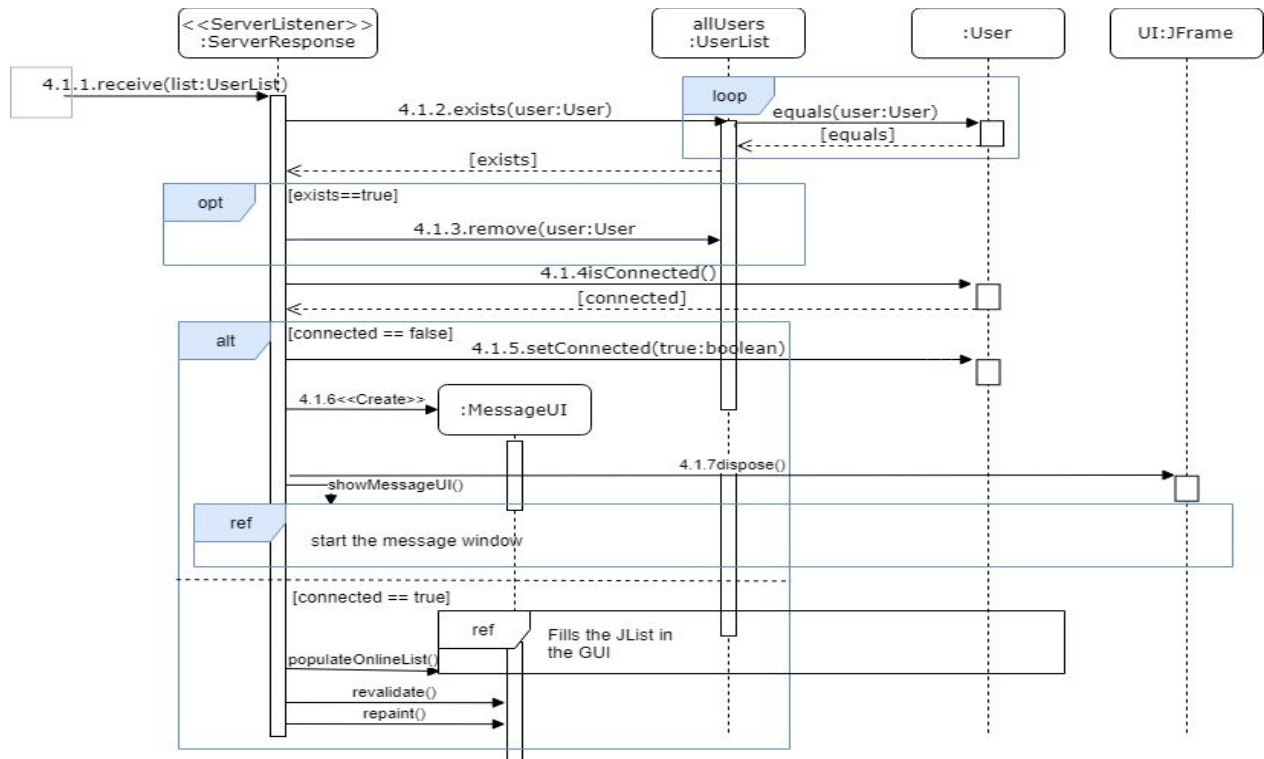 <<ServerListener>>
:ServerResponse
allUsers
:UserList
:User
UI:JFrame
4.1.1.receive(list:UserList)
loop
4.1.2.exists(user:User)
equals(user:User)
[equals]
[exists]
opt
[exists==true]
4.1.3.remove(user:User
4.1.4isConnected()
[connected]
alt
[connected == false]
4.1.5.setConnected(true:boolean)
4.1.6<<Create>>
:MessageUI
4.1.7dispose()
showMessageUI()
ref
start the message window
[connected == true]
ref
Fills the JList in
the GUI
populateOnlineList()
revalidate()
repaint()